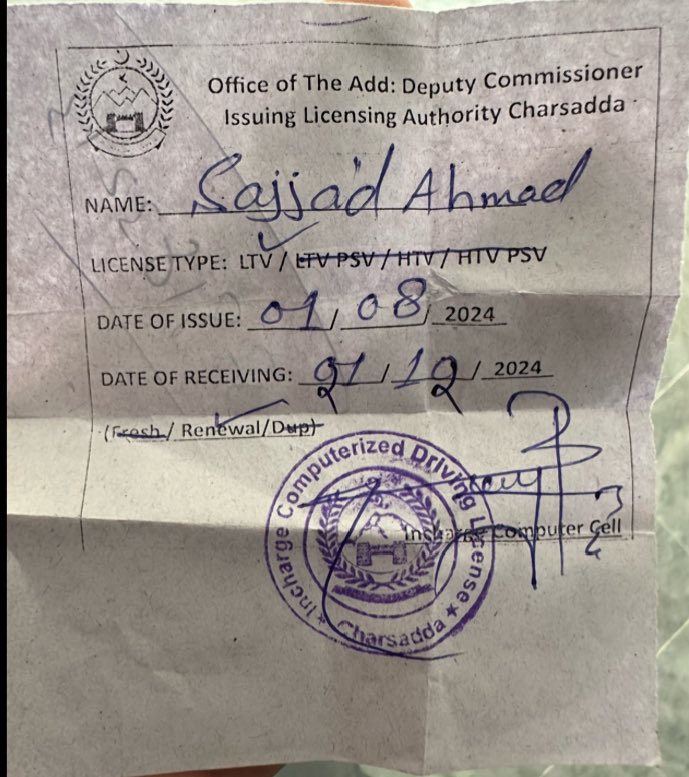 Office of The Add: Deputy Commissioner
Issuing Licensing Authority Charsadda
NAME: Sajjad Ahmad
LICENSE TYPE: LTV / LTV PSV / HTV / HTV PSV
DATE OF ISSUE: 01 / 08 / 2024
DATE OF RECEIVING: 21 / 12 / 2024
(Fresh / Renewal/Dup)
Incharge Computer Cell
Incharge Computerized Driving License
Charsadda